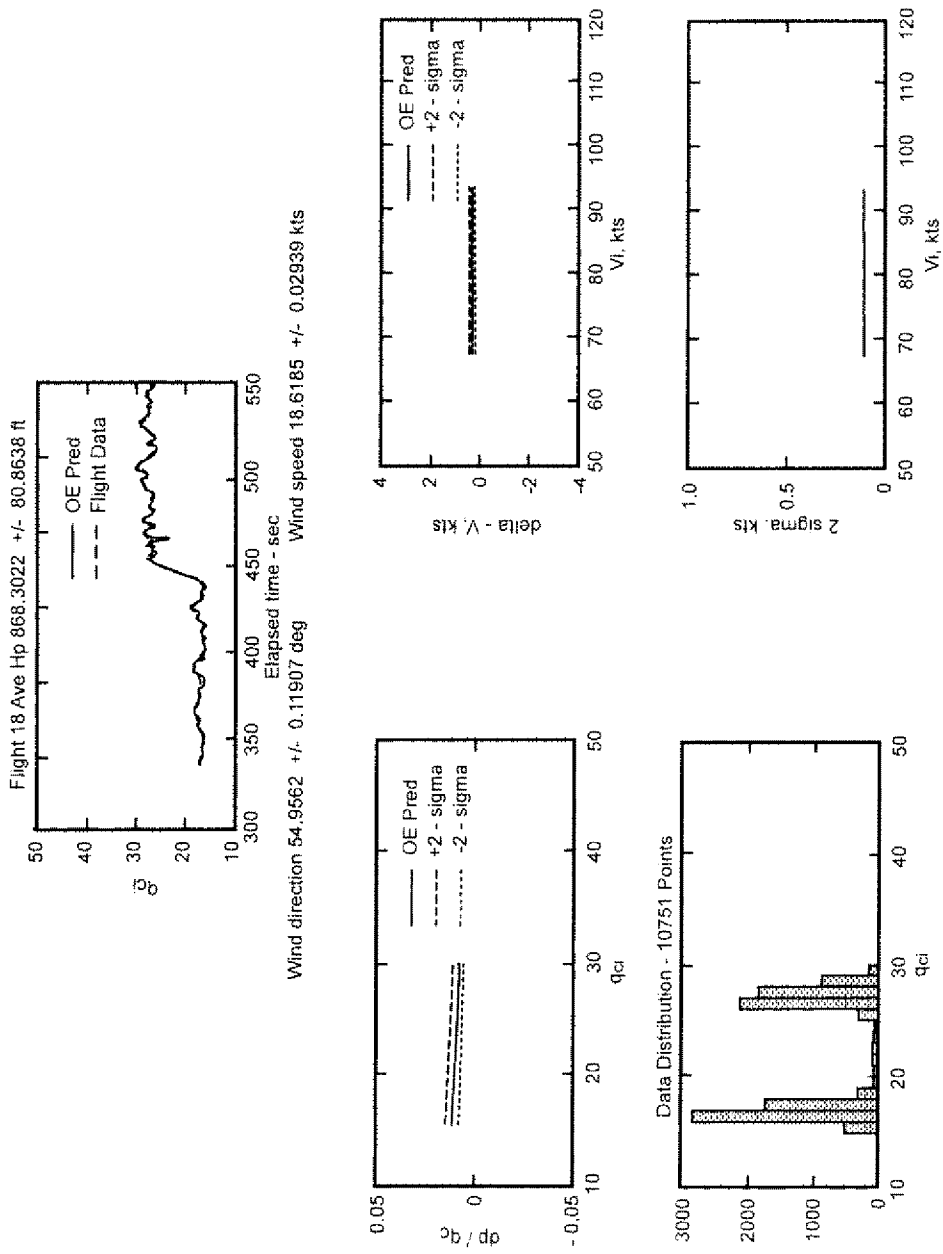 Flight 18 Ave Hp 868.3022 +/- 80.8638 ft
50
40
30
20
10
qci
OE Pred
Flight Data
300 350 400 450 500 550
Elapsed time - sec
Wind direction 54.9562 +/- 0.11907 deg
Wind speed 18.6185 +/- 0.02939 kts
0.05
0
-0.05
dp / qc
OE Pred
+2 - sigma
-2 - sigma
10 20 30 40 50
qci
4
2
0
-2
-4
delta - V, kts
OE Pred
+2 - sigma
-2 - sigma
50 60 70 80 90 100 110 120
Vi, kts
Data Distribution - 10751 Points
3000
2000
1000
0
10 20 30 40 50
qci
1.0
0.5
0
2 sigma, kts
50 60 70 80 90 100 110 120
Vi, kts